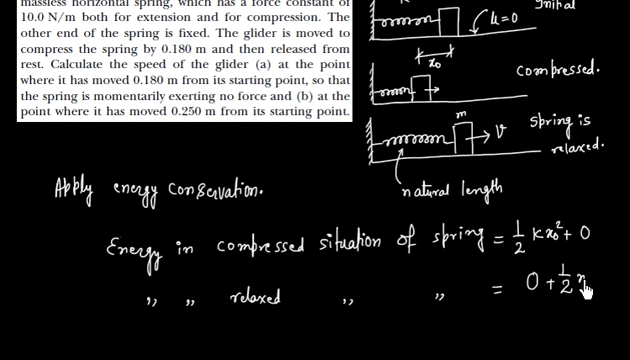 massless horizontal spring, which has a force constant of
10.0 N/m both for extension and for compression. The
other end of the spring is fixed. The glider is moved to
compress the spring by 0.180 m and then released from
rest. Calculate the speed of the glider (a) at the point
where it has moved 0.180 m from its starting point, so that
the spring is momentarily exerting no force and (b) at the
point where it has moved 0.250 m from its starting point.
Initial
μ=0
x₀
compressed.
m
v
Spring is
relaxed.
natural length
Apply energy conservation.
Energy in compressed situation of spring = 1/2 kx₀² + 0
,, ,, relaxed ,, ,, = 0 + 1/2